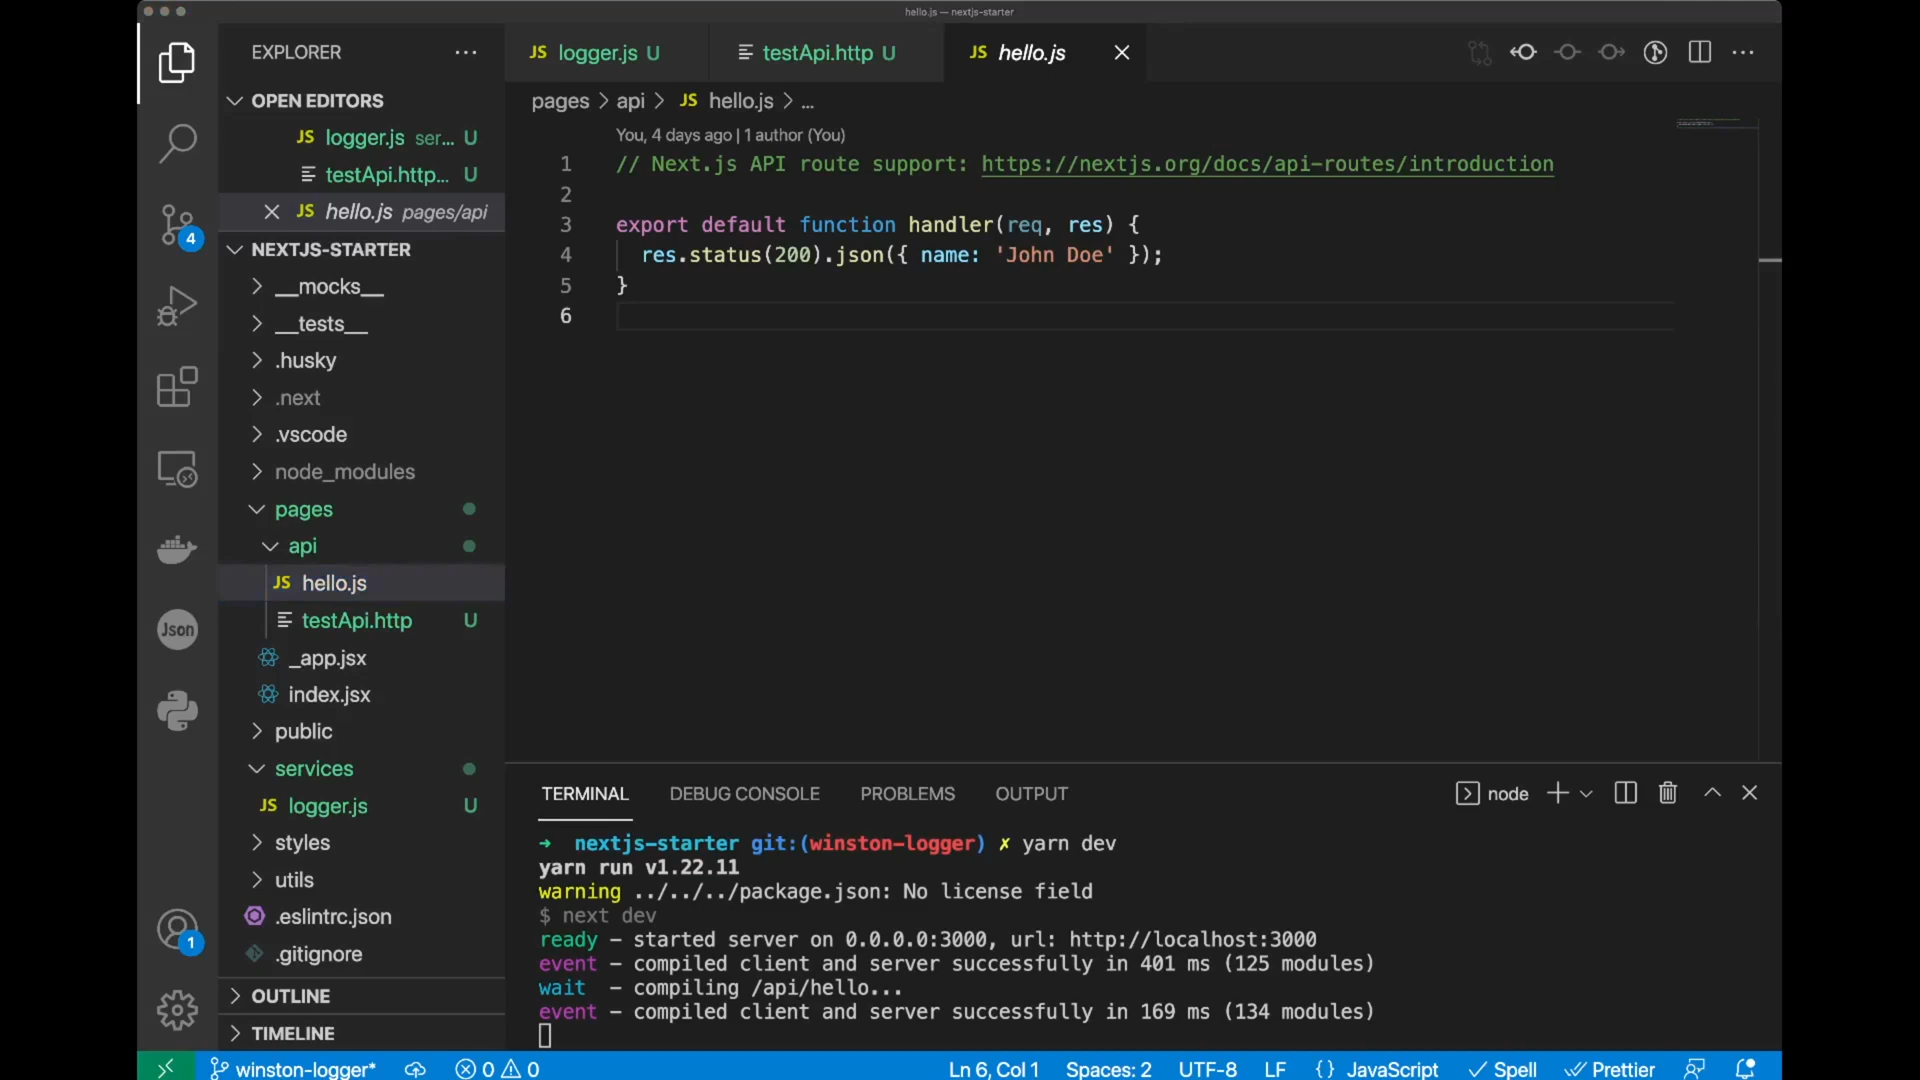 hello.js — nextjs-starter
EXPLORER
JS logger.js U
testApi.http U
JS hello.js
OPEN EDITORS
JS logger.js ser... U
testApi.http... U
JS hello.js pages/api
NEXTJS-STARTER
__mocks__
__tests__
.husky
.next
.vscode
node_modules
pages
api
JS hello.js
testApi.http U
_app.jsx
index.jsx
public
services
JS logger.js U
styles
utils
.eslintrc.json
.gitignore
OUTLINE
TIMELINE
4
Json
1
pages > api > JS hello.js > ...
You, 4 days ago | 1 author (You)
1 // Next.js API route support: https://nextjs.org/docs/api-routes/introduction
2
3 export default function handler(req, res) {
4 res.status(200).json({ name: 'John Doe' });
5 }
6
TERMINAL DEBUG CONSOLE PROBLEMS OUTPUT
node
→ nextjs-starter git:(winston-logger) ✗ yarn dev
yarn run v1.22.11
warning ../../../package.json: No license field
$ next dev
ready – started server on 0.0.0.0:3000, url: http://localhost:3000
event – compiled client and server successfully in 401 ms (125 modules)
wait – compiling /api/hello...
event – compiled client and server successfully in 169 ms (134 modules)
winston-logger* 0 0 Ln 6, Col 1 Spaces: 2 UTF-8 LF {} JavaScript Spell Prettier